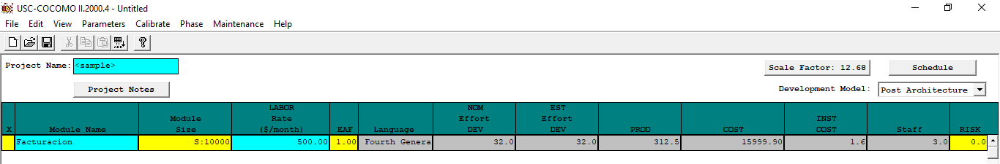 USC-COCOMO II.2000.4 - Untitled
File Edit View Parameters Calibrate Phase Maintenance Help
Project Name: <sample> Scale Factor: 12.68 Schedule
Project Notes Development Model: Post Architecture
X Module Name Module Size LABOR Rate ($/month) EAF Language NOM Effort DEV EST Effort DEV PROD COST INST COST Staff RISK
Facturacion S:10000 500.00 1.00 Fourth Genera 32.0 32.0 312.5 15999.90 1.6 3.0 0.0